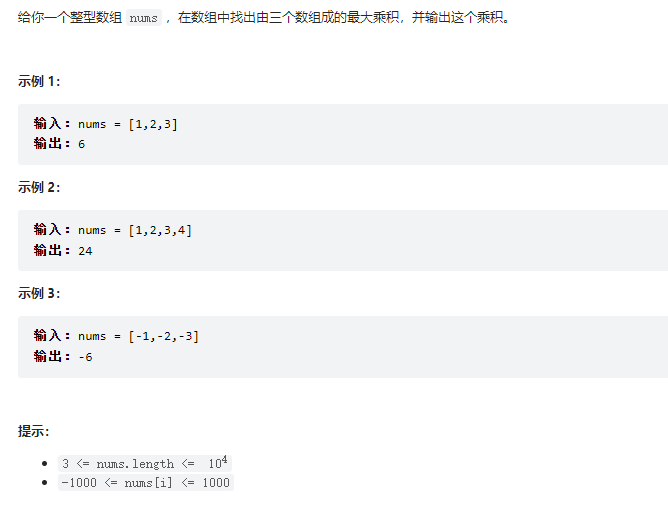 给你一个整型数组 nums ，在数组中找出由三个数组成的最大乘积，并输出这个乘积。
示例 1：
输入：nums = [1,2,3]
输出：6
示例 2：
输入：nums = [1,2,3,4]
输出：24
示例 3：
输入：nums = [-1,-2,-3]
输出：-6
提示：
• 3 <= nums.length <= 10⁴
• -1000 <= nums[i] <= 1000